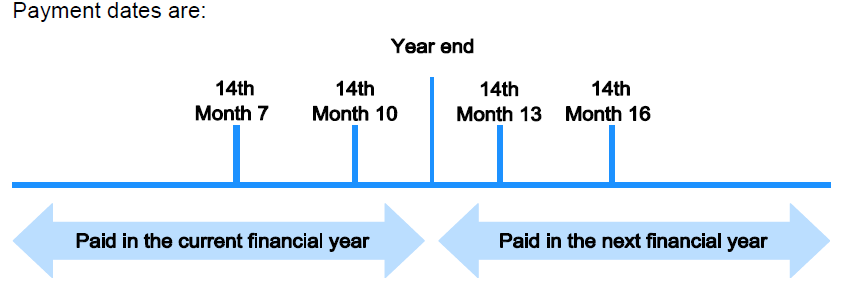 Payment dates are:
Year end
14th
Month 7
14th
Month 10
14th
Month 13
14th
Month 16
Paid in the current financial year
Paid in the next financial year